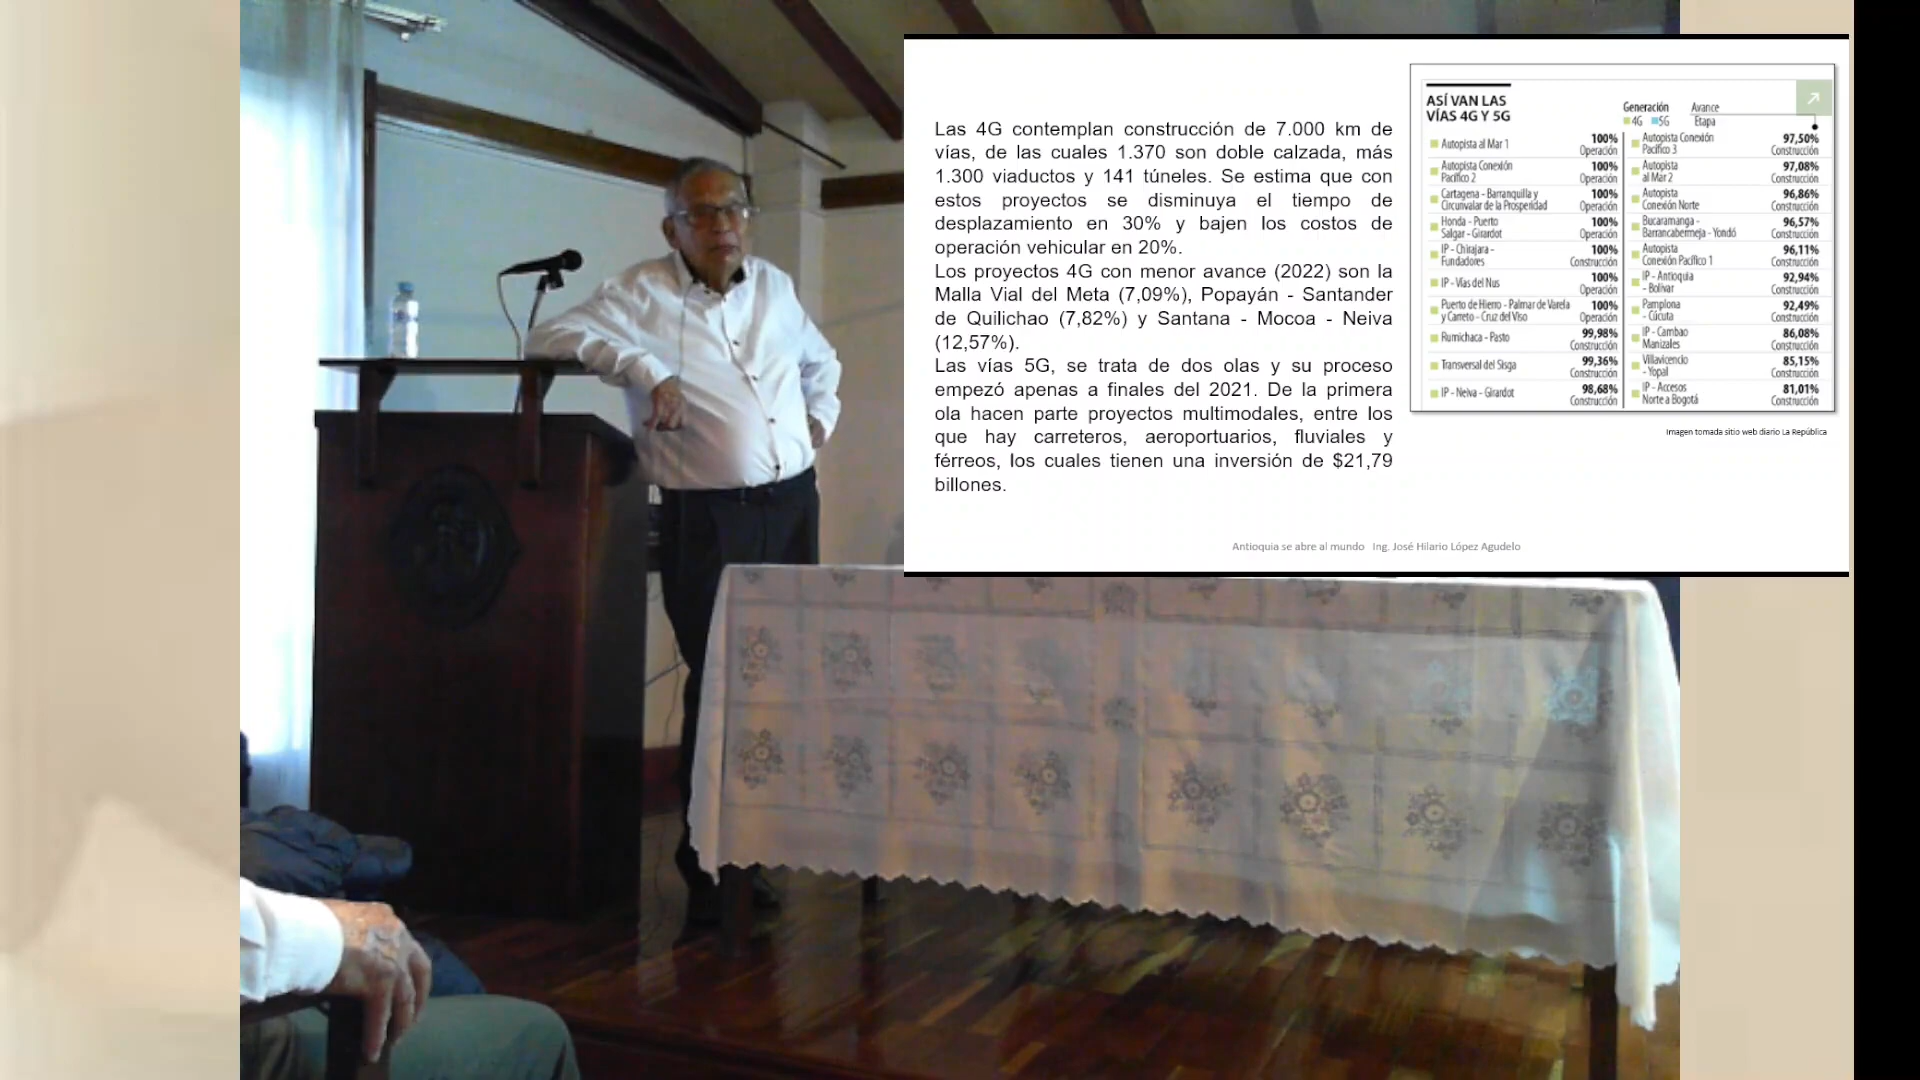 Las 4G contemplan construcción de 7.000 km de
vías, de las cuales 1.370 son doble calzada, más
1.300 viaductos y 141 túneles. Se estima que con
estos proyectos se disminuya el tiempo de
desplazamiento en 30% y bajen los costos de
operación vehicular en 20%.
Los proyectos 4G con menor avance (2022) son la
Malla Vial del Meta (7,09%), Popayán - Santander
de Quilichao (7,82%) y Santana - Mocoa - Neiva
(12,57%).
Las vías 5G, se trata de dos olas y su proceso
empezó apenas a finales del 2021. De la primera
ola hacen parte proyectos multimodales, entre los
que hay carreteros, aeroportuarios, fluviales y
férreos, los cuales tienen una inversión de $21,79
billones.
ASÍ VAN LAS
VÍAS 4G Y 5G
Generación
4G 5G
Avance
Etapa
Autopista al Mar 1 100%
Operación
Autopista Conexión 100%
Pacífico 2 Operación
Cartagena - Barranquilla y 100%
Circunvalar de la Prosperidad Operación
Honda - Puerto 100%
Salgar - Girardot Operación
IP - Chirajara - 100%
Fundadores Construcción
IP - Vías del Nus 100%
Operación
Puerto de Hierro - Palmar de Varela 100%
y Carreto - Cruz del Viso Operación
Rumichaca - Pasto 99,98%
Construcción
Transversal del Sisga 99,36%
Construcción
IP - Neiva - Girardot 98,68%
Construcción
Autopista Conexión 97,50%
Pacífico 3 Construcción
Autopista 97,08%
al Mar 2 Construcción
Autopista 96,86%
Conexión Norte Construcción
Bucaramanga - 96,57%
Barrancabermeja - Yondó Construcción
Autopista 96,11%
Conexión Pacífico 1 Construcción
IP - Antioquia 92,94%
- Bolívar Construcción
Pamplona 92,49%
- Cúcuta Construcción
IP - Cambao 86,08%
Manizales Construcción
Villavicencio 85,15%
- Yopal Construcción
IP - Accesos 81,01%
Norte a Bogotá Construcción
Imagen tomada sitio web diario La República
Antioquia se abre al mundo Ing. José Hilario López Agudelo